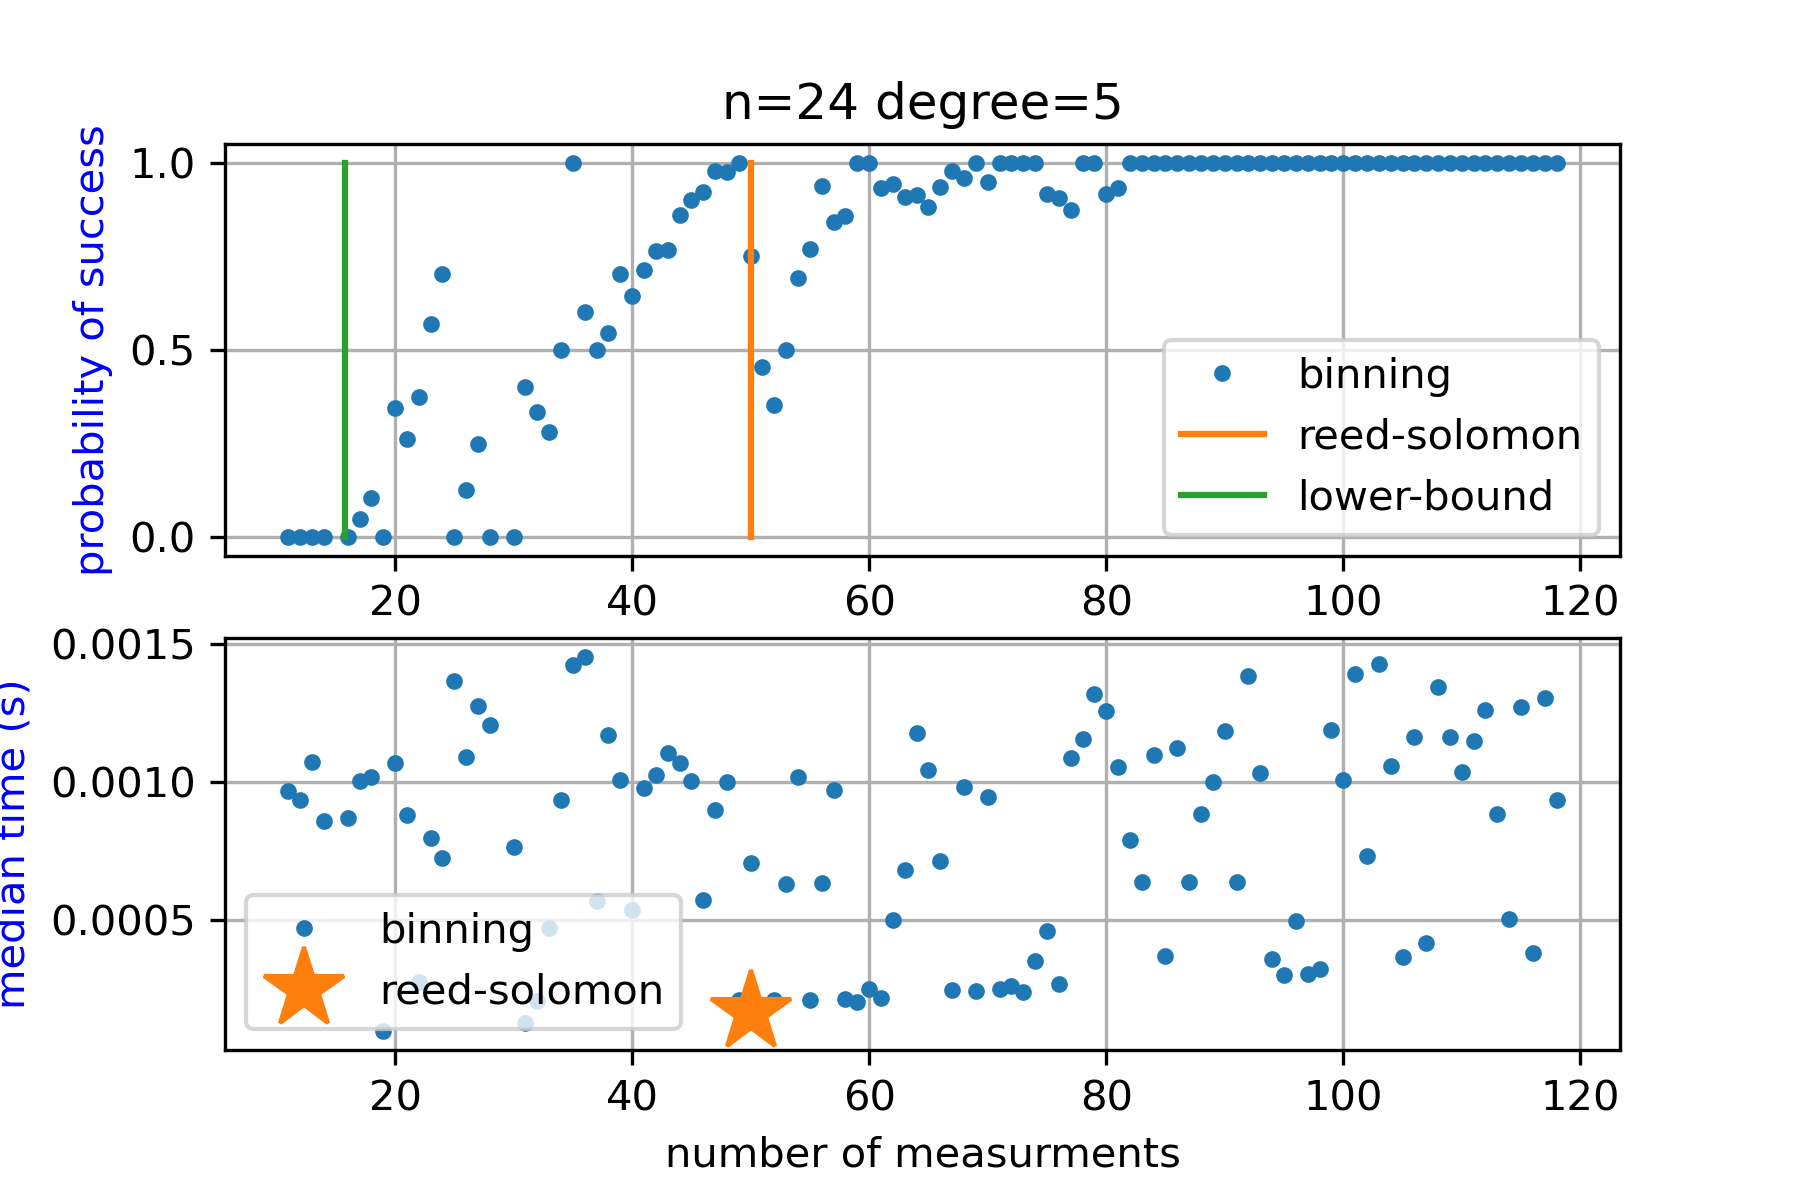 n=24 degree=5
probability of success
1.0
0.5
0.0
binning
reed-solomon
lower-bound
20 40 60 80 100 120
median time (s)
0.0015
0.0010
0.0005
binning
reed-solomon
20 40 60 80 100 120
number of measurments